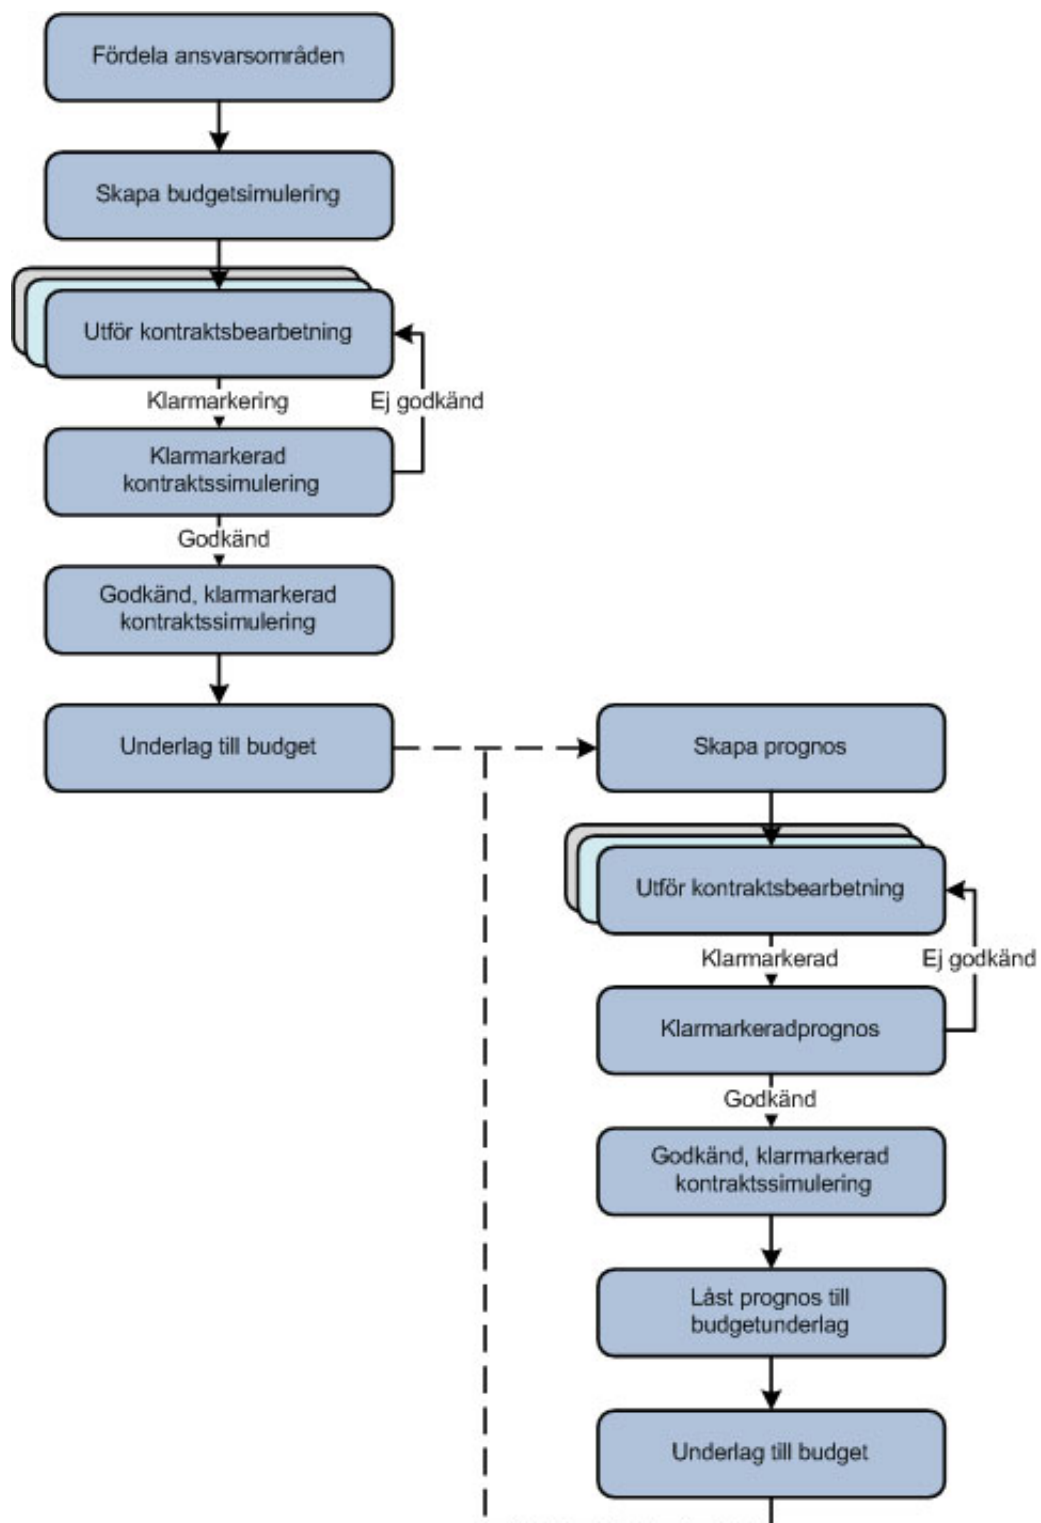 Fördela ansvarsområden
Skapa budgetsimulering
Utför kontraktsbearbetning
Klarmarkering
Ej godkänd
Klarmarkerad
kontraktssimulering
Godkänd
Godkänd, klarmarkerad
kontraktssimulering
Underlag till budget
Skapa prognos
Utför kontraktsbearbetning
Klarmarkerad
Ej godkänd
Klarmarkeradprognos
Godkänd
Godkänd, klarmarkerad
kontraktssimulering
Låst prognos till
budgetunderlag
Underlag till budget